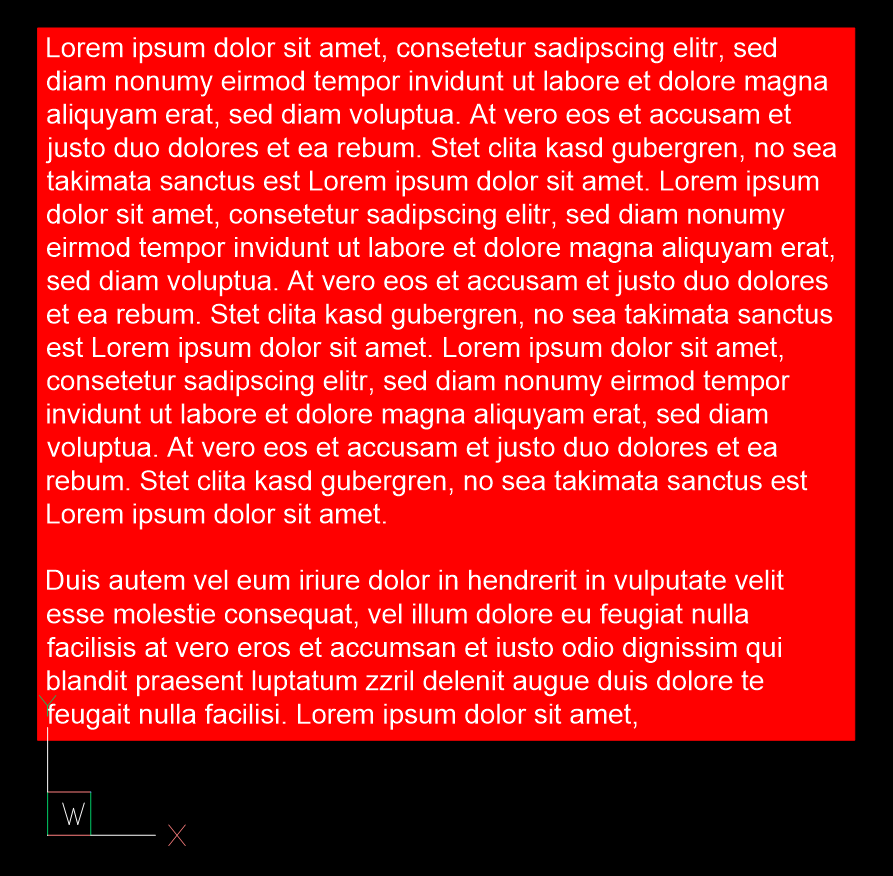 Lorem ipsum dolor sit amet, consetetur sadipscing elitr, sed
diam nonumy eirmod tempor invidunt ut labore et dolore magna
aliquyam erat, sed diam voluptua. At vero eos et accusam et
justo duo dolores et ea rebum. Stet clita kasd gubergren, no sea
takimata sanctus est Lorem ipsum dolor sit amet. Lorem ipsum
dolor sit amet, consetetur sadipscing elitr, sed diam nonumy
eirmod tempor invidunt ut labore et dolore magna aliquyam erat,
sed diam voluptua. At vero eos et accusam et justo duo dolores
et ea rebum. Stet clita kasd gubergren, no sea takimata sanctus
est Lorem ipsum dolor sit amet. Lorem ipsum dolor sit amet,
consetetur sadipscing elitr, sed diam nonumy eirmod tempor
invidunt ut labore et dolore magna aliquyam erat, sed diam
voluptua. At vero eos et accusam et justo duo dolores et ea
rebum. Stet clita kasd gubergren, no sea takimata sanctus est
Lorem ipsum dolor sit amet.

Duis autem vel eum iriure dolor in hendrerit in vulputate velit
esse molestie consequat, vel illum dolore eu feugiat nulla
facilisis at vero eros et accumsan et iusto odio dignissim qui
blandit praesent luptatum zzril delenit augue duis dolore te
feugait nulla facilisi. Lorem ipsum dolor sit amet,
Y
W
X